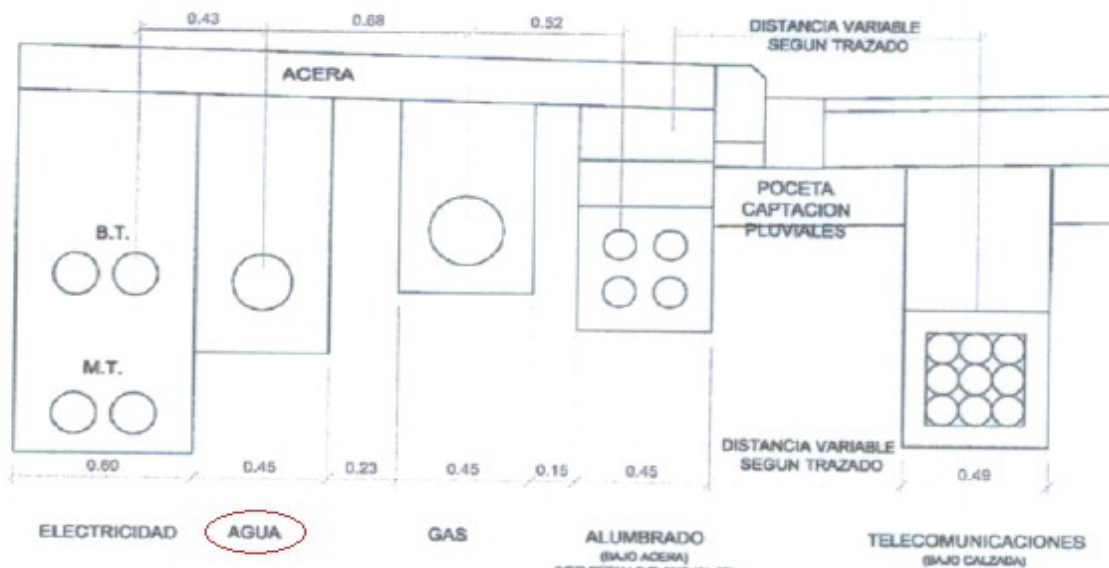 0.43
0.68
0.52
DISTANCIA VARIABLE
SEGUN TRAZADO
ACERA
POCETA
CAPTACION
PLUVIALES
B.T.
M.T.
DISTANCIA VARIABLE
SEGUN TRAZADO
0.60
0.45
0.23
0.45
0.15
0.45
0.49
ELECTRICIDAD
AGUA
GAS
ALUMBRADO
(BAJO ACERA)
TELECOMUNICACIONES
(BAJO CALZADA)